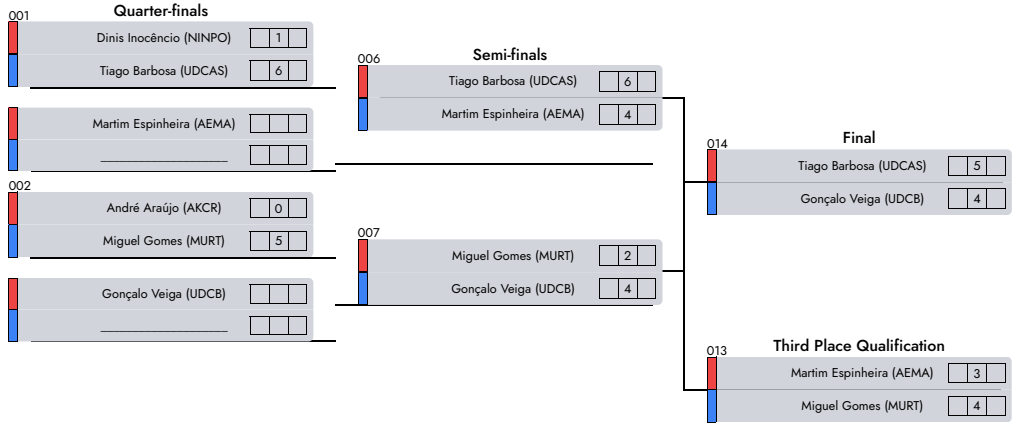 Quarter-finals
001
Dinis Inocêncio (NINPO) 1
Tiago Barbosa (UDCAS) 6
Martim Espinheira (AEMA)
____________________
002
André Araújo (AKCR) 0
Miguel Gomes (MURT) 5
Gonçalo Veiga (UDCB)
____________________
Semi-finals
006
Tiago Barbosa (UDCAS) 6
Martim Espinheira (AEMA) 4
007
Miguel Gomes (MURT) 2
Gonçalo Veiga (UDCB) 4
Final
014
Tiago Barbosa (UDCAS) 5
Gonçalo Veiga (UDCB) 4
Third Place Qualification
013
Martim Espinheira (AEMA) 3
Miguel Gomes (MURT) 4